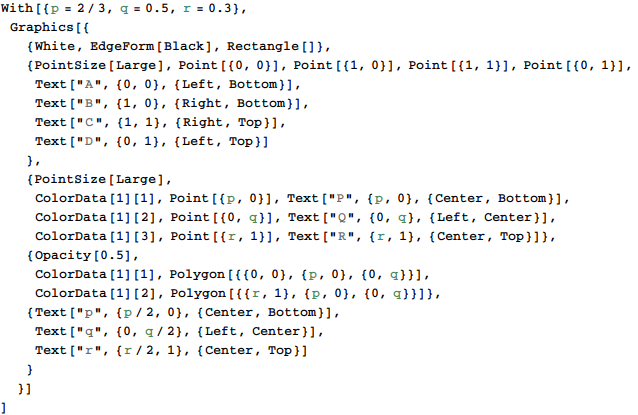 With[{p = 2 / 3, q = 0.5, r = 0.3},
Graphics[{
{White, EdgeForm[Black], Rectangle[]},
{PointSize[Large], Point[{0, 0}], Point[{1, 0}], Point[{1, 1}], Point[{0, 1}],
Text["A", {0, 0}, {Left, Bottom}],
Text["B", {1, 0}, {Right, Bottom}],
Text["C", {1, 1}, {Right, Top}],
Text["D", {0, 1}, {Left, Top}]
},
{PointSize[Large],
ColorData[1][1], Point[{p, 0}], Text["P", {p, 0}, {Center, Bottom}],
ColorData[1][2], Point[{0, q}], Text["Q", {0, q}, {Left, Center}],
ColorData[1][3], Point[{r, 1}], Text["R", {r, 1}, {Center, Top}]},
{Opacity[0.5],
ColorData[1][1], Polygon[{{0, 0}, {p, 0}, {0, q}}],
ColorData[1][2], Polygon[{{r, 1}, {p, 0}, {0, q}}]},
{Text["p", {p / 2, 0}, {Center, Bottom}],
Text["q", {0, q / 2}, {Left, Center}],
Text["r", {r / 2, 1}, {Center, Top}]
}
}]
]